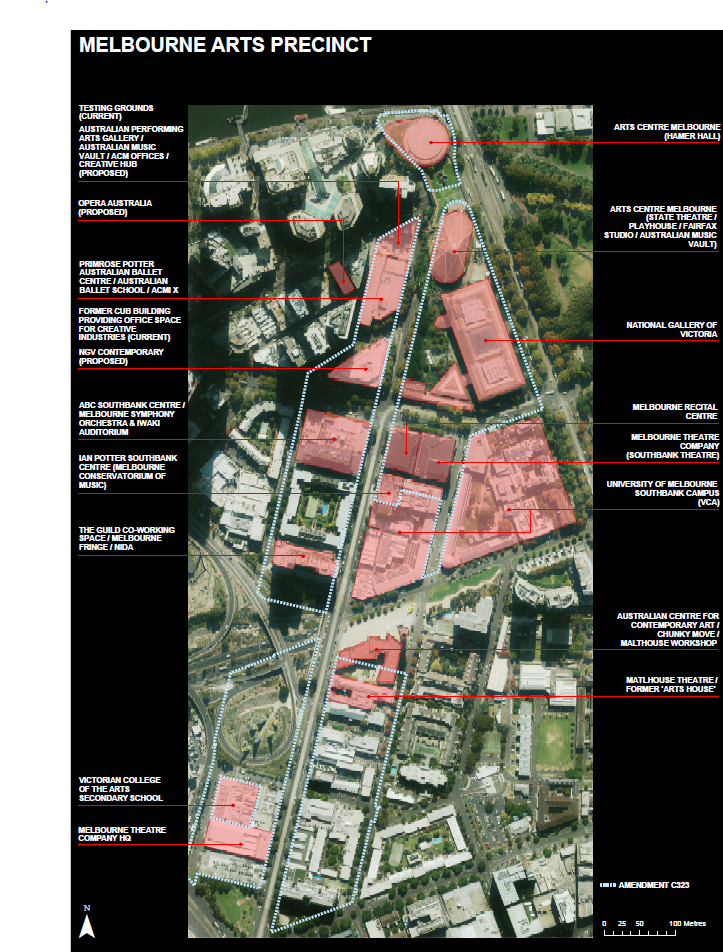 MELBOURNE ARTS PRECINCT
TESTING GROUNDS
(CURRENT)
AUSTRALIAN PERFORMING
ARTS GALLERY /
AUSTRALIAN MUSIC
VAULT / ACM OFFICES /
CREATIVE HUB
(PROPOSED)
OPERA AUSTRALIA
(PROPOSED)
PRIMROSE POTTER
AUSTRALIAN BALLET
CENTRE / AUSTRALIAN
BALLET SCHOOL / ACMI X
FORMER CUB BUILDING
PROVIDING OFFICE SPACE
FOR CREATIVE
INDUSTRIES (CURRENT)
NGV CONTEMPORARY
(PROPOSED)
ABC SOUTHBANK CENTRE /
MELBOURNE SYMPHONY
ORCHESTRA & IWAKI
AUDITORIUM
IAN POTTER SOUTHBANK
CENTRE (MELBOURNE
CONSERVATORIUM OF
MUSIC)
THE GUILD CO-WORKING
SPACE / MELBOURNE
FRINGE / NIDA
VICTORIAN COLLEGE
OF THE ARTS
SECONDARY SCHOOL
MELBOURNE THEATRE
COMPANY HQ
N
ARTS CENTRE MELBOURNE
(HAMER HALL)
ARTS CENTRE MELBOURNE
(STATE THEATRE /
PLAYHOUSE / FAIRFAX
STUDIO / AUSTRALIAN MUSIC
VAULT)
NATIONAL GALLERY OF
VICTORIA
MELBOURNE RECITAL
CENTRE
MELBOURNE THEATRE
COMPANY
(SOUTHBANK THEATRE)
UNIVERSITY OF MELBOURNE
SOUTHBANK CAMPUS
(VCA)
AUSTRALIAN CENTRE FOR
CONTEMPORARY ART /
CHUNKY MOVE /
MALTHOUSE WORKSHOP
MATLHOUSE THEATRE /
FORMER 'ARTS HOUSE'
AMENDMENT C323
0 25 50 100 Metres